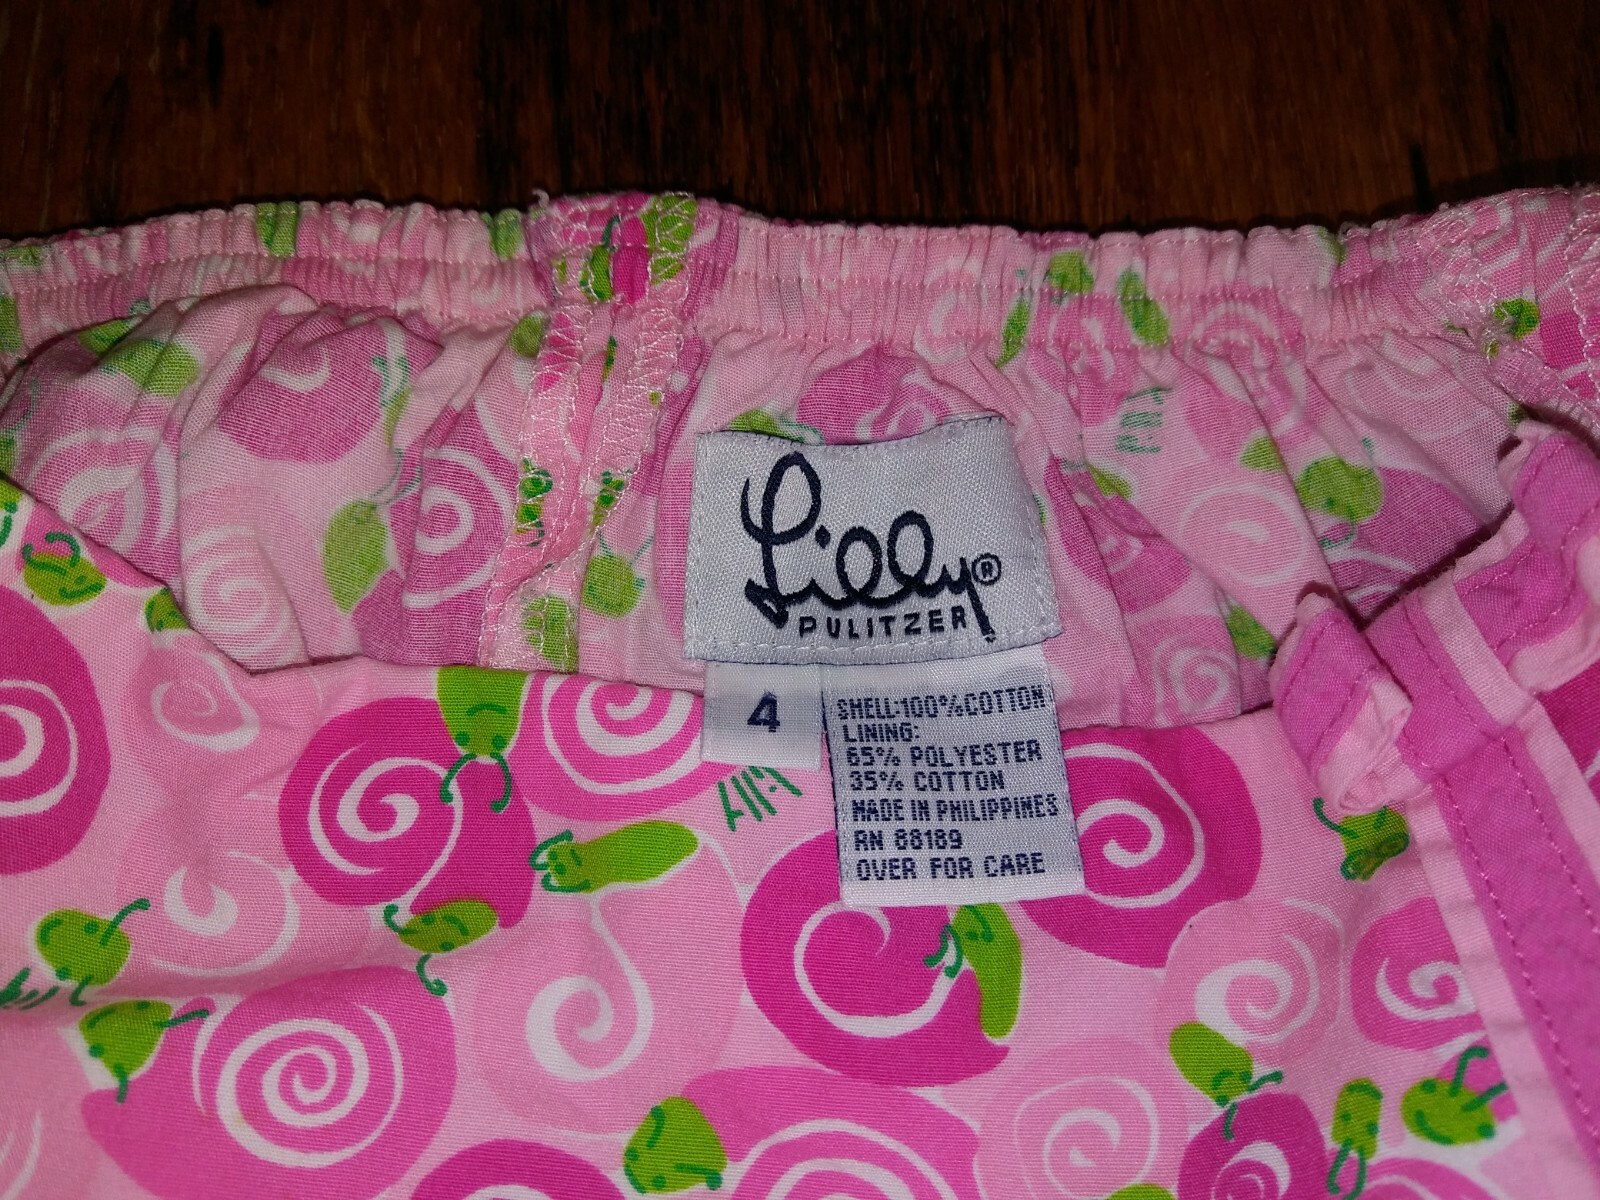 Lilly®
PULITZER
4
SHELL:100%COTTON
LINING:
65% POLYESTER
35% COTTON
MADE IN PHILIPPINES
RN 88189
OVER FOR CARE
Lilly